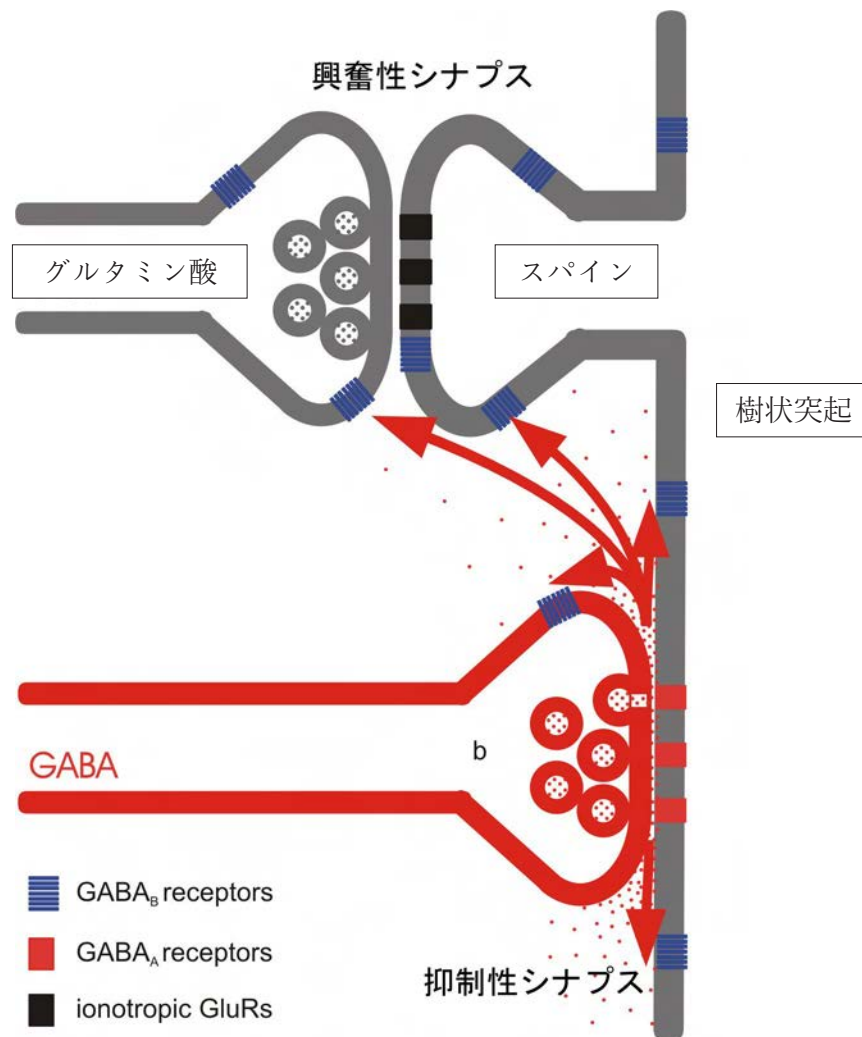 興奮性シナプス
グルタミン酸
スパイン
樹状突起
b
GABA
GABAB receptors
GABAA receptors
抑制性シナプス
ionotropic GluRs